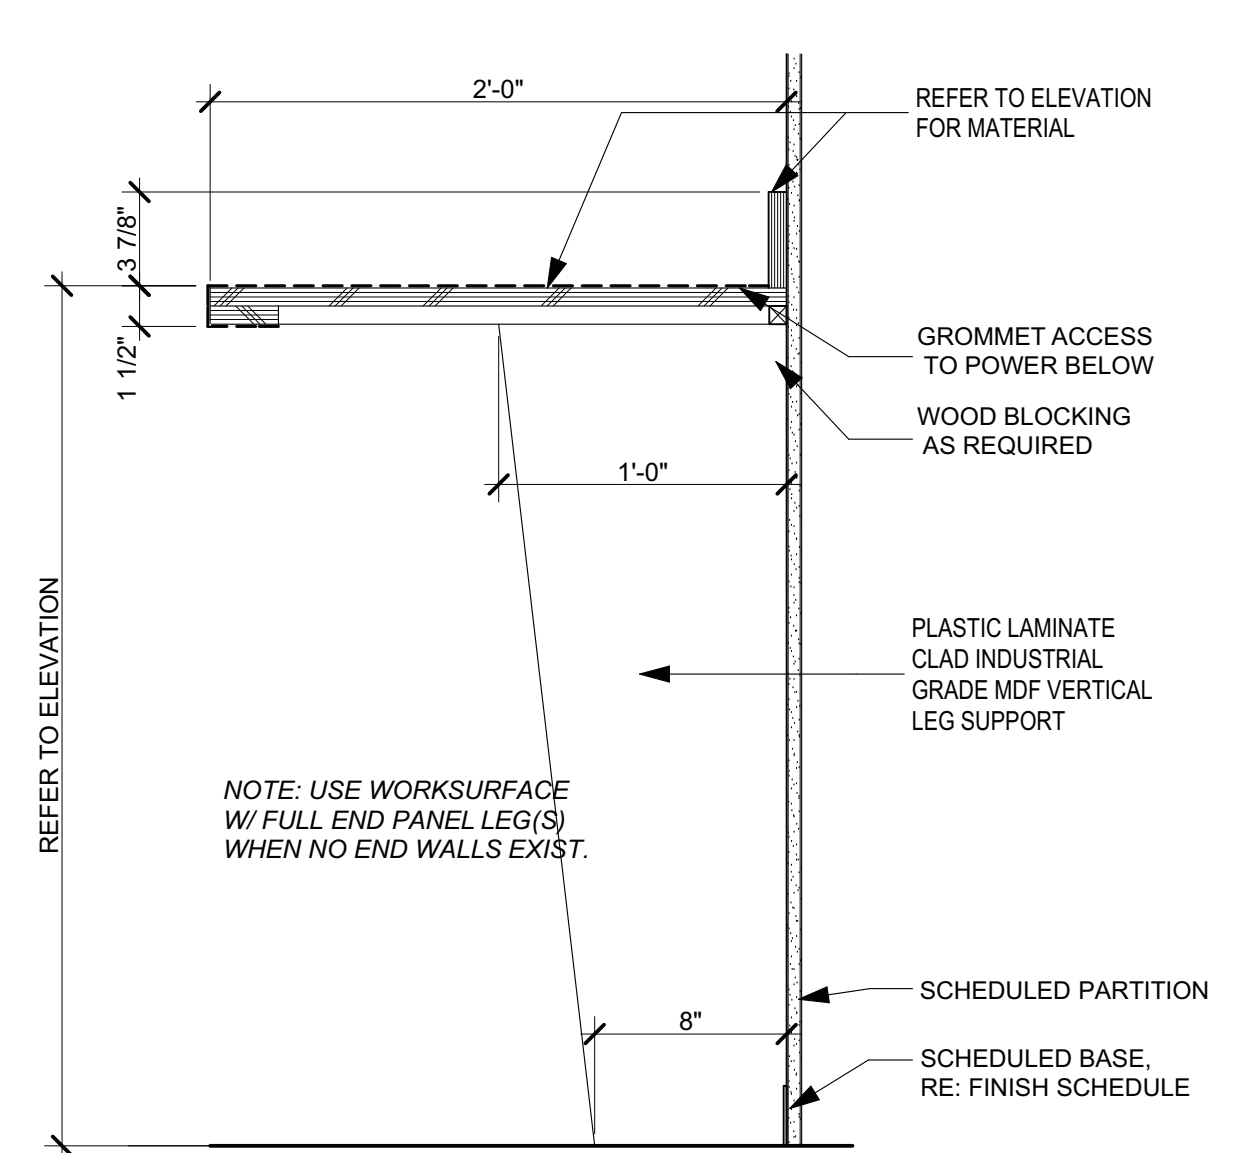 2'-0"
REFER TO ELEVATION
FOR MATERIAL
3 7/8"
1 1/2"
GROMMET ACCESS
TO POWER BELOW
WOOD BLOCKING
AS REQUIRED
1'-0"
REFER TO ELEVATION
PLASTIC LAMINATE
CLAD INDUSTRIAL
GRADE MDF VERTICAL
LEG SUPPORT
NOTE: USE WORKSURFACE
W/ FULL END PANEL LEG(S)
WHEN NO END WALLS EXIST.
SCHEDULED PARTITION
8"
SCHEDULED BASE,
RE: FINISH SCHEDULE